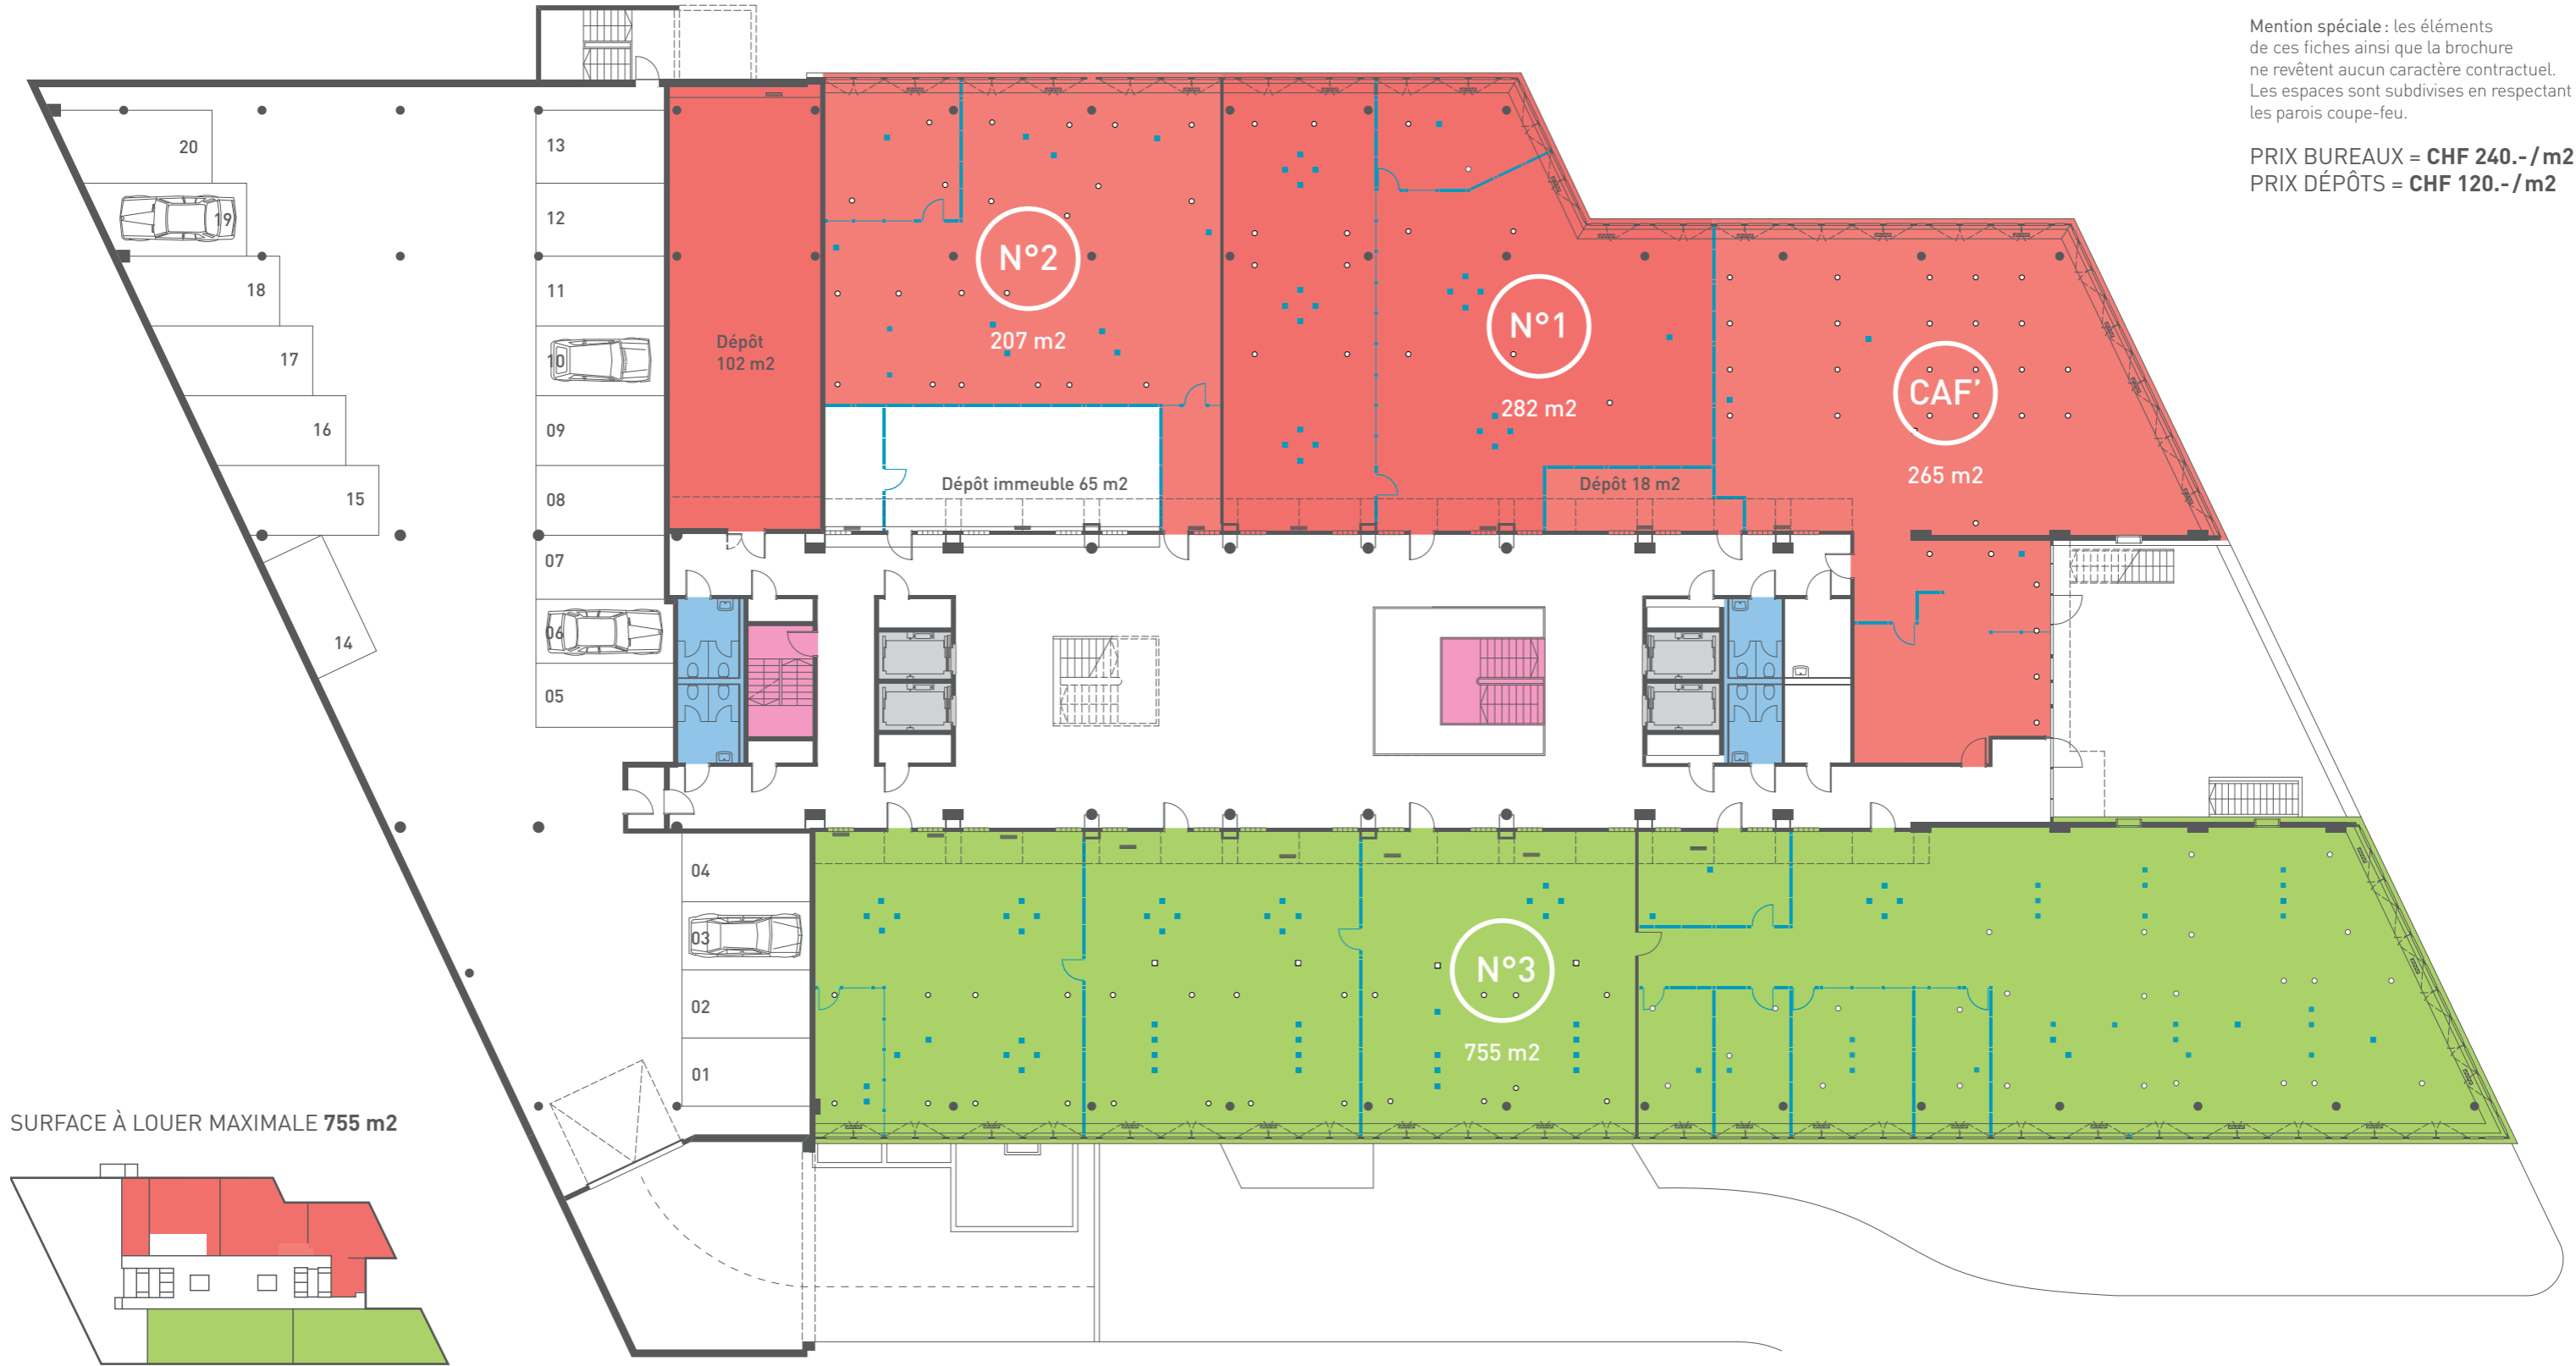 Mention spéciale : les éléments
de ces fiches ainsi que la brochure
ne revêtent aucun caractère contractuel.
Les espaces sont subdivises en respectant
les parois coupe-feu.
PRIX BUREAUX = CHF 240.-/m2
PRIX DÉPÔTS = CHF 120.-/m2
20
19
18
17
16
15
14
13
12
11
10
09
08
07
06
05
04
03
02
01
Dépôt
102 m2
N°2
207 m2
Dépôt immeuble 65 m2
N°1
282 m2
Dépôt 18 m2
CAF'
265 m2
N°3
755 m2
SURFACE À LOUER MAXIMALE 755 m2